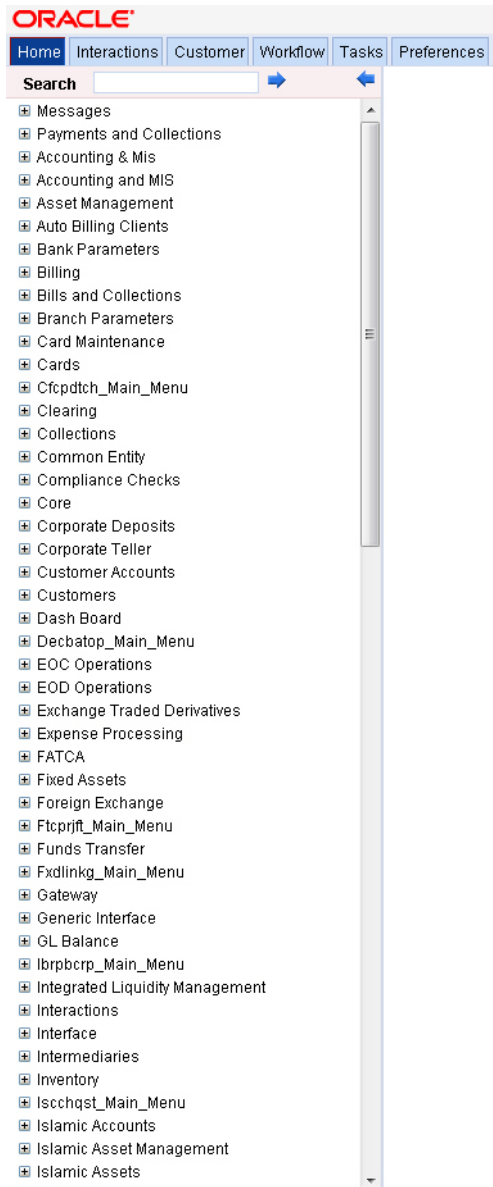 ORACLE
Home Interactions Customer Workflow Tasks Preferences
Search
Messages
Payments and Collections
Accounting & Mis
Accounting and MIS
Asset Management
Auto Billing Clients
Bank Parameters
Billing
Bills and Collections
Branch Parameters
Card Maintenance
Cards
Cfcpdtch_Main_Menu
Clearing
Collections
Common Entity
Compliance Checks
Core
Corporate Deposits
Corporate Teller
Customer Accounts
Customers
Dash Board
Decbatop_Main_Menu
EOC Operations
EOD Operations
Exchange Traded Derivatives
Expense Processing
FATCA
Fixed Assets
Foreign Exchange
Ftcprjft_Main_Menu
Funds Transfer
Fxdlinkg_Main_Menu
Gateway
Generic Interface
GL Balance
Ibrpbcrp_Main_Menu
Integrated Liquidity Management
Interactions
Interface
Intermediaries
Inventory
Iscchqst_Main_Menu
Islamic Accounts
Islamic Asset Management
Islamic Assets